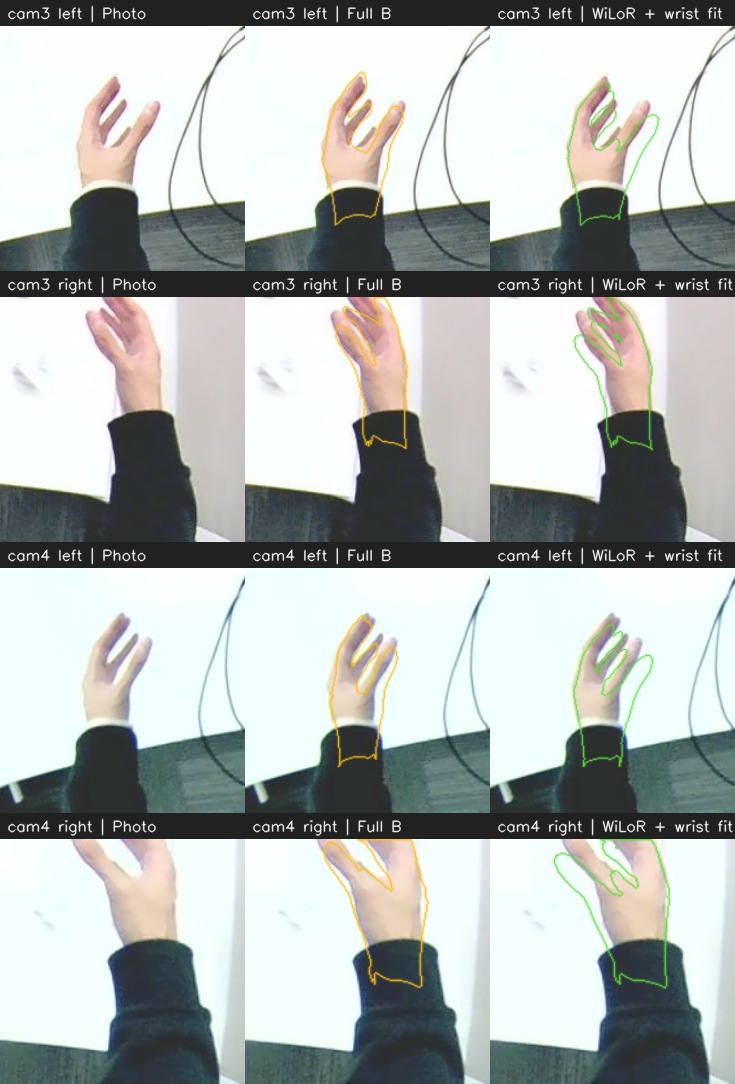 cam3 left | Photo
cam3 left | Full B
cam3 left | WiLoR + wrist fit
cam3 right | Photo
cam3 right | Full B
cam3 right | WiLoR + wrist fit
cam4 left | Photo
cam4 left | Full B
cam4 left | WiLoR + wrist fit
cam4 right | Photo
cam4 right | Full B
cam4 right | WiLoR + wrist fit